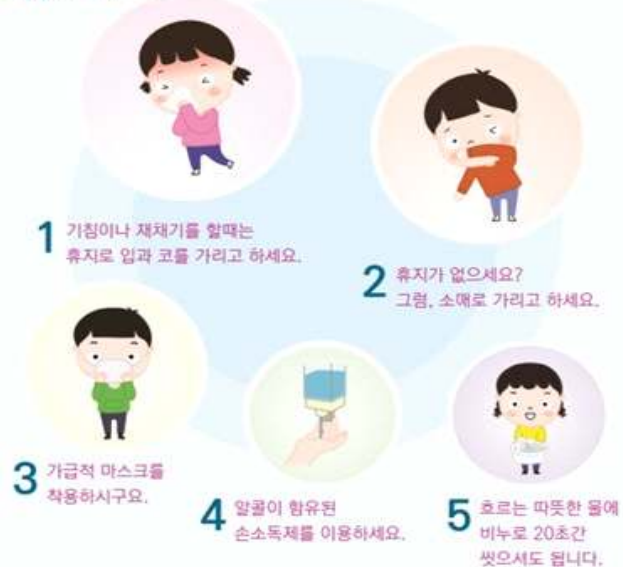 1 기침이나 재채기를 할때는
휴지로 입과 코를 가리고 하세요.
2 휴지가 없으세요?
그럼, 소매로 가리고 하세요.
3 가급적 마스크를
착용하시구요.
4 알콜이 함유된
손소독제를 이용하세요.
5 흐르는 따뜻한 물에
비누로 20초간
씻으셔도 됩니다.